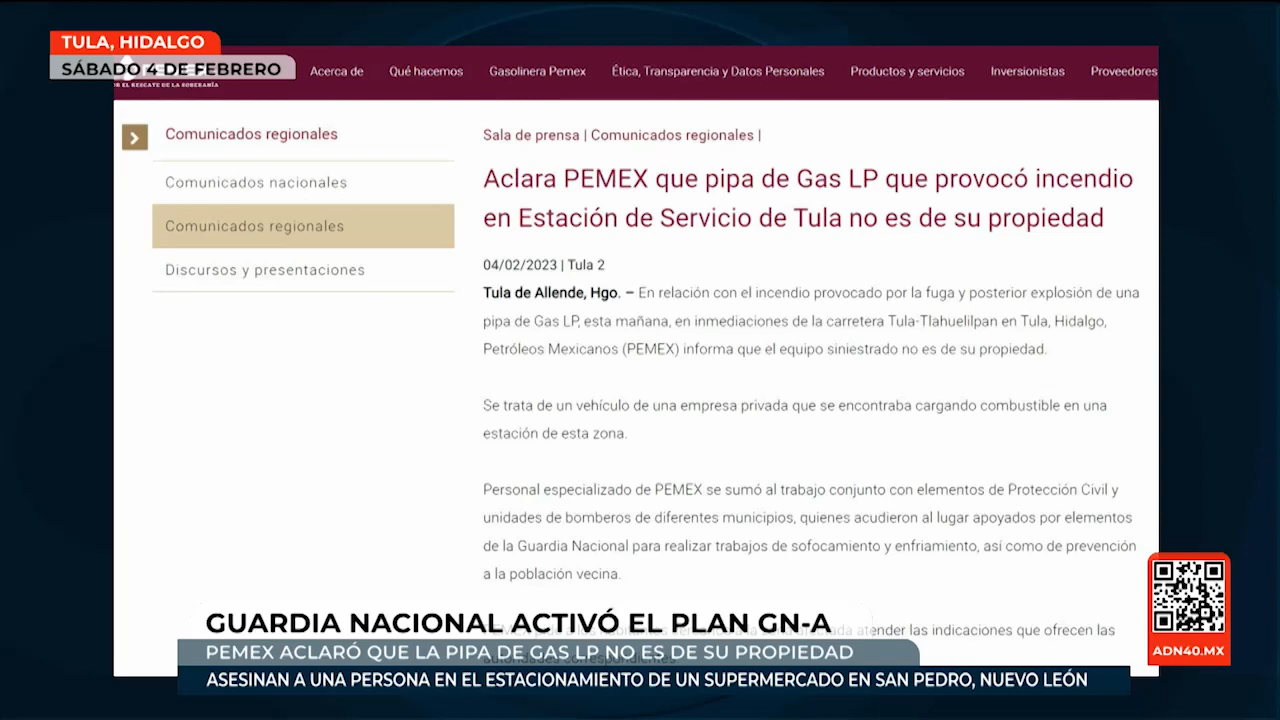 TULA, HIDALGO
SÁBADO 4 DE FEBRERO
POR EL RESCATE DE LA SOBERANÍA
Acerca de
Qué hacemos
Gasolinera Pemex
Ética, Transparencia y Datos Personales
Productos y servicios
Inversionistas
Proveedores
Comunicados regionales
Comunicados nacionales
Comunicados regionales
Discursos y presentaciones
Sala de prensa | Comunicados regionales |
Aclara PEMEX que pipa de Gas LP que provocó incendio
en Estación de Servicio de Tula no es de su propiedad
04/02/2023 | Tula 2
Tula de Allende, Hgo. – En relación con el incendio provocado por la fuga y posterior explosión de una
pipa de Gas LP, esta mañana, en inmediaciones de la carretera Tula-Tlahuelilpan en Tula, Hidalgo,
Petróleos Mexicanos (PEMEX) informa que el equipo siniestrado no es de su propiedad.
Se trata de un vehículo de una empresa privada que se encontraba cargando combustible en una
estación de esta zona.
Personal especializado de PEMEX se sumó al trabajo conjunto con elementos de Protección Civil y
unidades de bomberos de diferentes municipios, quienes acudieron al lugar apoyados por elementos
de la Guardia Nacional para realizar trabajos de sofocamiento y enfriamiento, así como de prevención
a la población vecina.
atender las indicaciones que ofrecen las
GUARDIA NACIONAL ACTIVÓ EL PLAN GN-A
PEMEX ACLARÓ QUE LA PIPA DE GAS LP NO ES DE SU PROPIEDAD
ASESINAN A UNA PERSONA EN EL ESTACIONAMIENTO DE UN SUPERMERCADO EN SAN PEDRO, NUEVO LEÓN
ADN40.MX